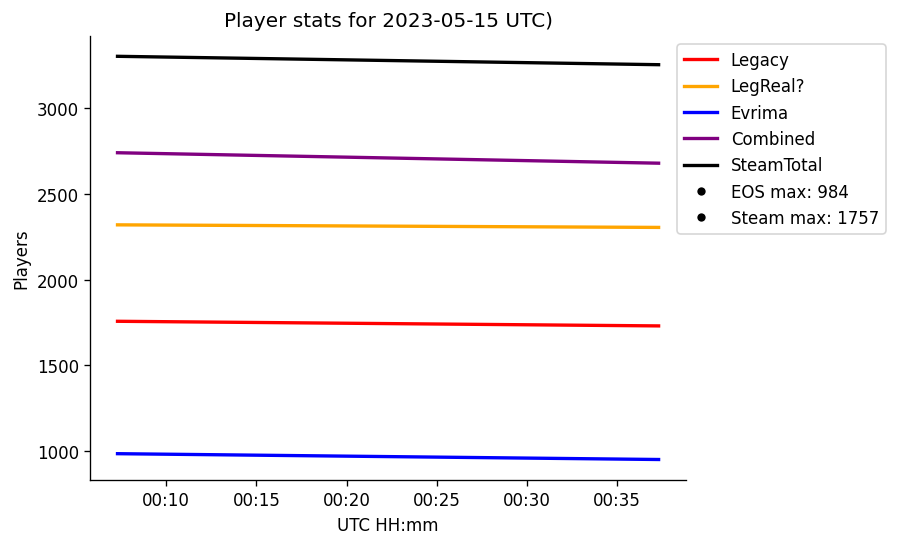 Player stats for 2023-05-15 UTC)
Players
3000
2500
2000
1500
1000
00:10 00:15 00:20 00:25 00:30 00:35
UTC HH:mm
Legacy
LegReal?
Evrima
Combined
SteamTotal
EOS max: 984
Steam max: 1757